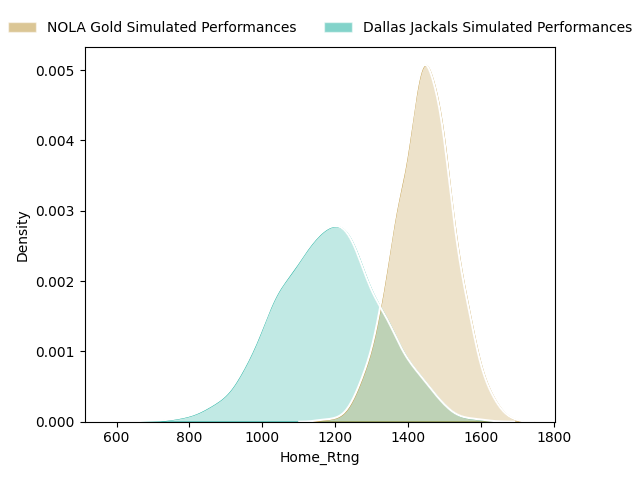 NOLA Gold Simulated Performances
Dallas Jackals Simulated Performances
0.005
0.004
0.003
0.002
0.001
0.000
Density
600 800 1000 1200 1400 1600 1800
Home_Rtng